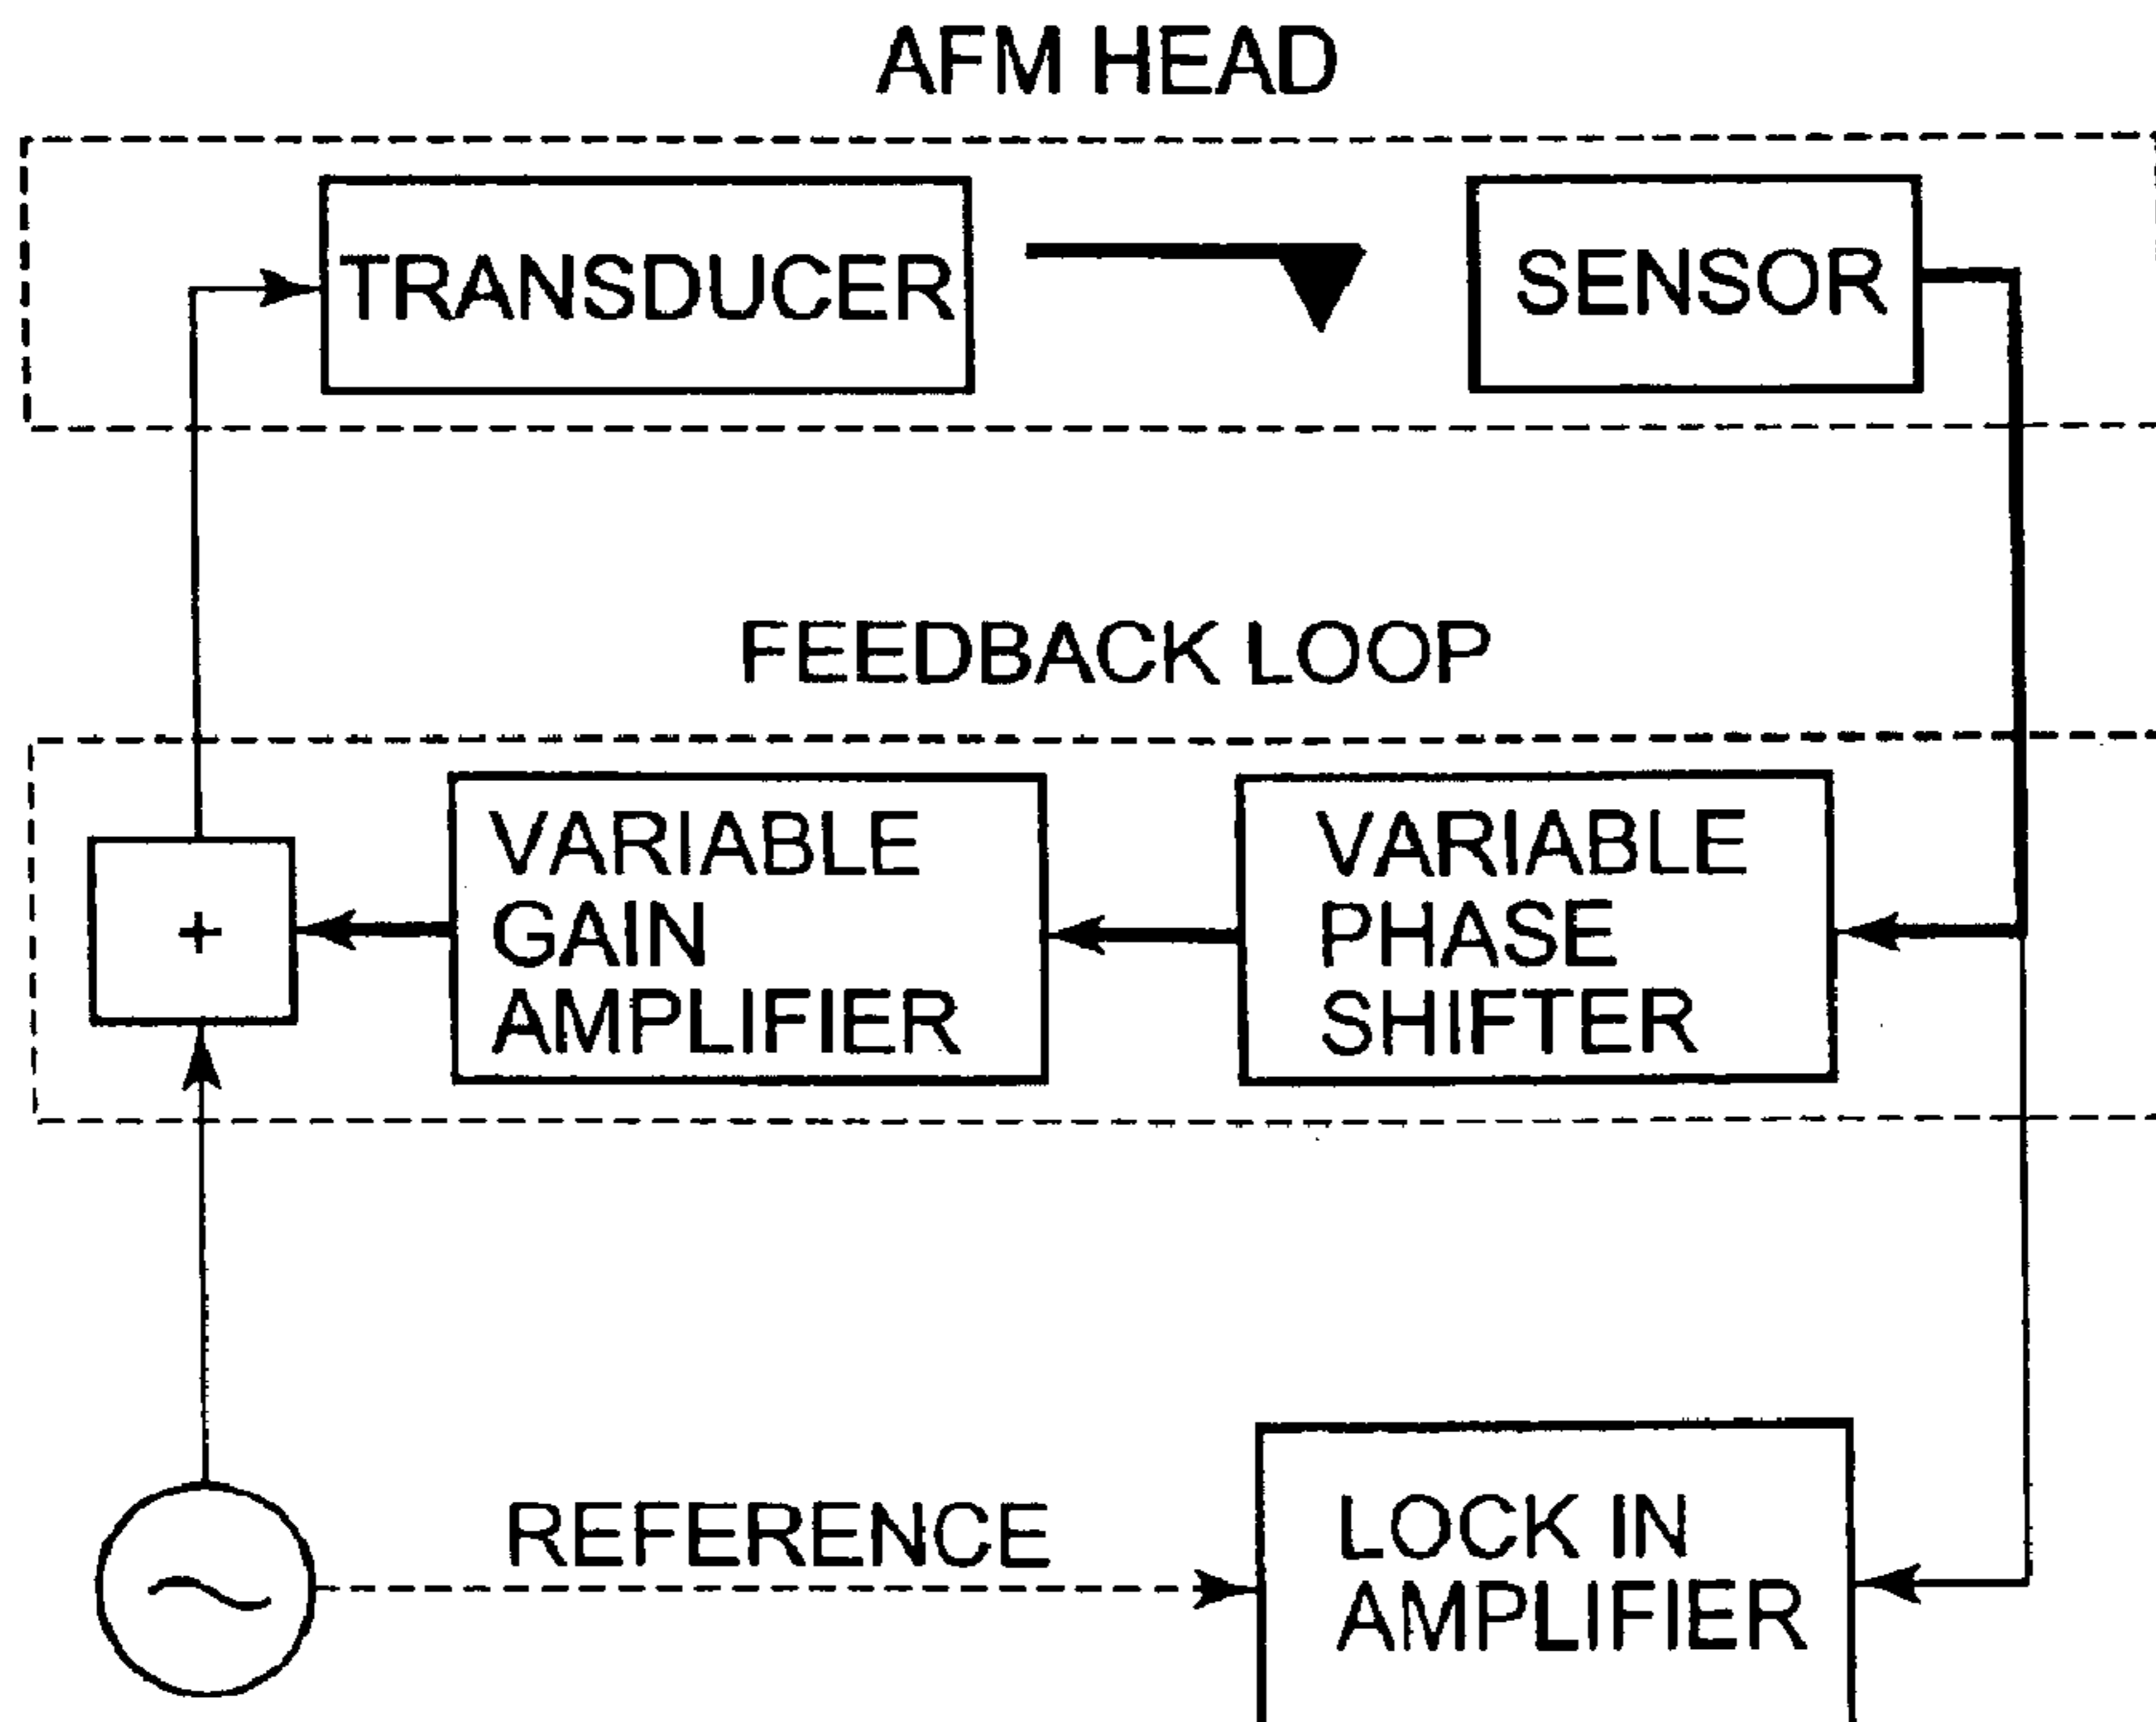 AFM HEAD
TRANSDUCER
SENSOR
FEEDBACK LOOP
+
VARIABLE
GAIN
AMPLIFIER
VARIABLE
PHASE
SHIFTER
REFERENCE
LOCK IN
AMPLIFIER